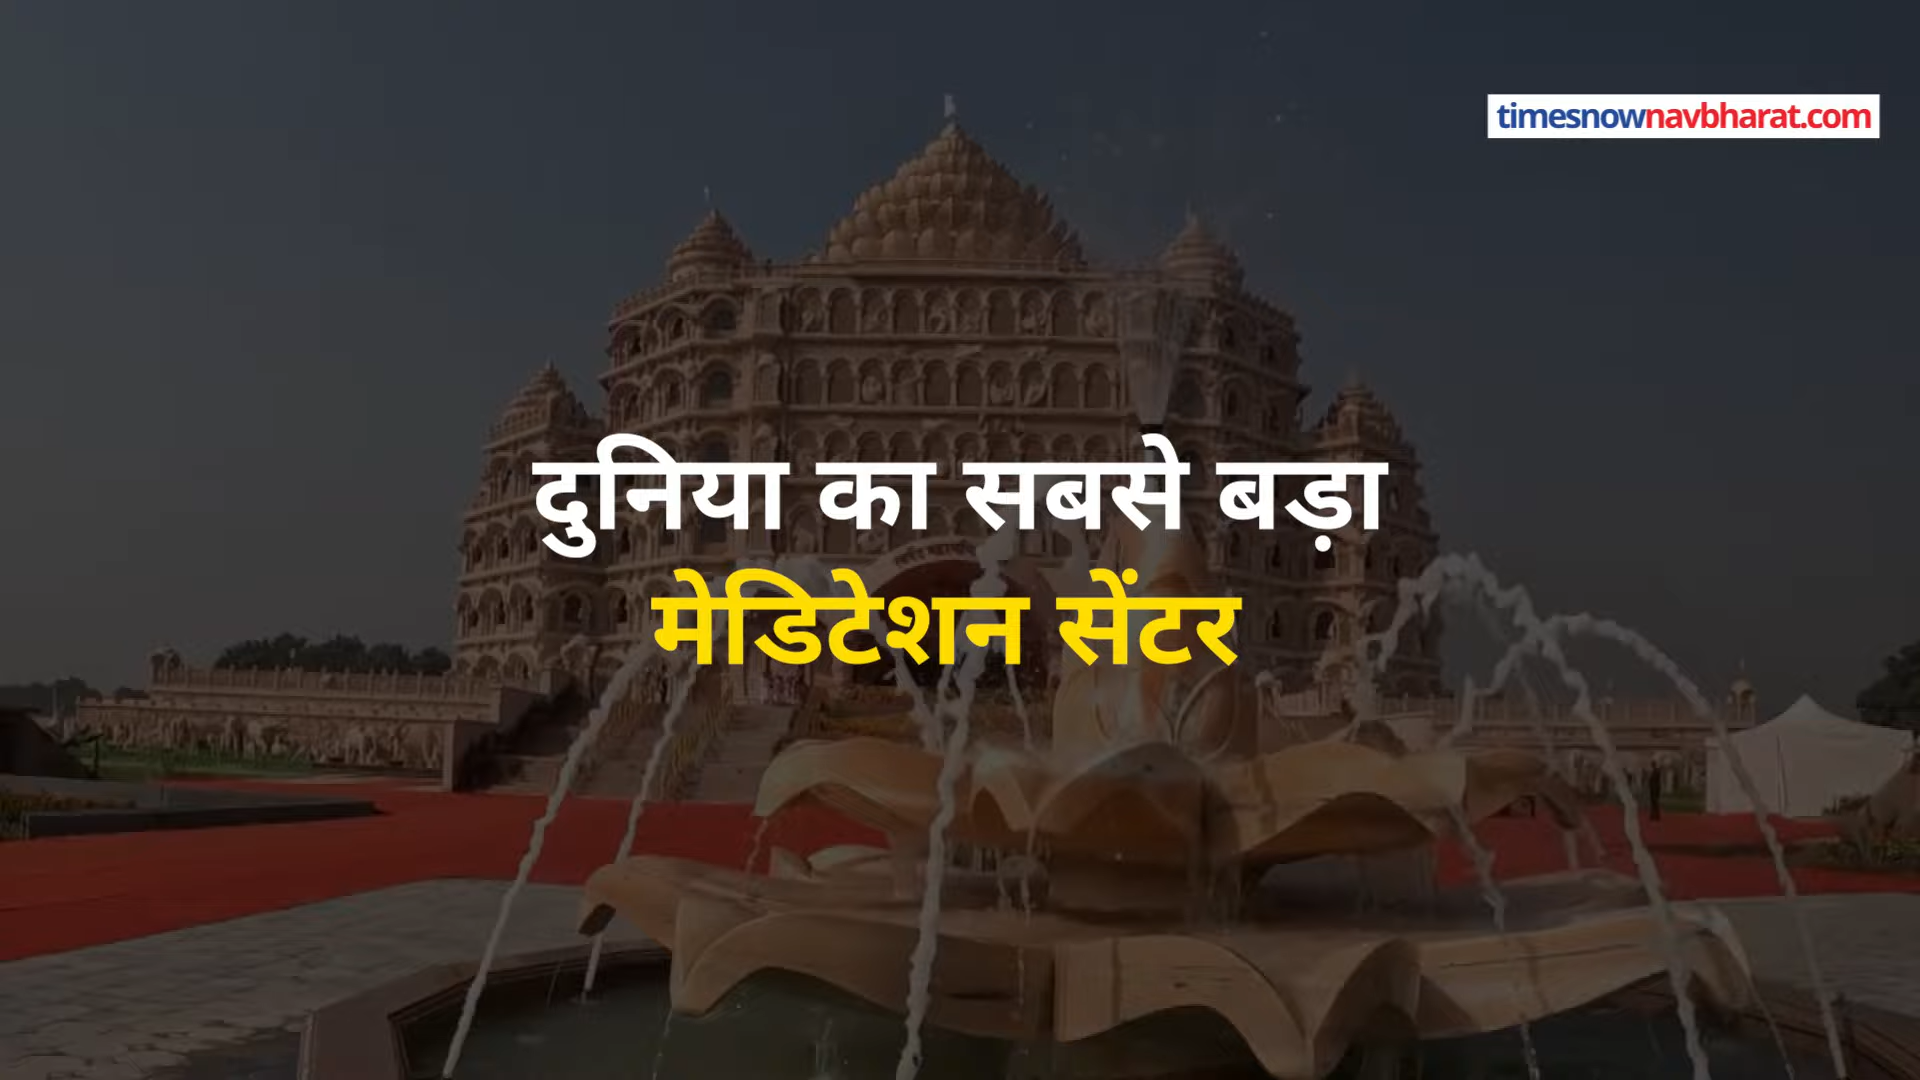 timesnownavbharat.com
दुनिया का सबसे बड़ा
मेडिटेशन सेंटर